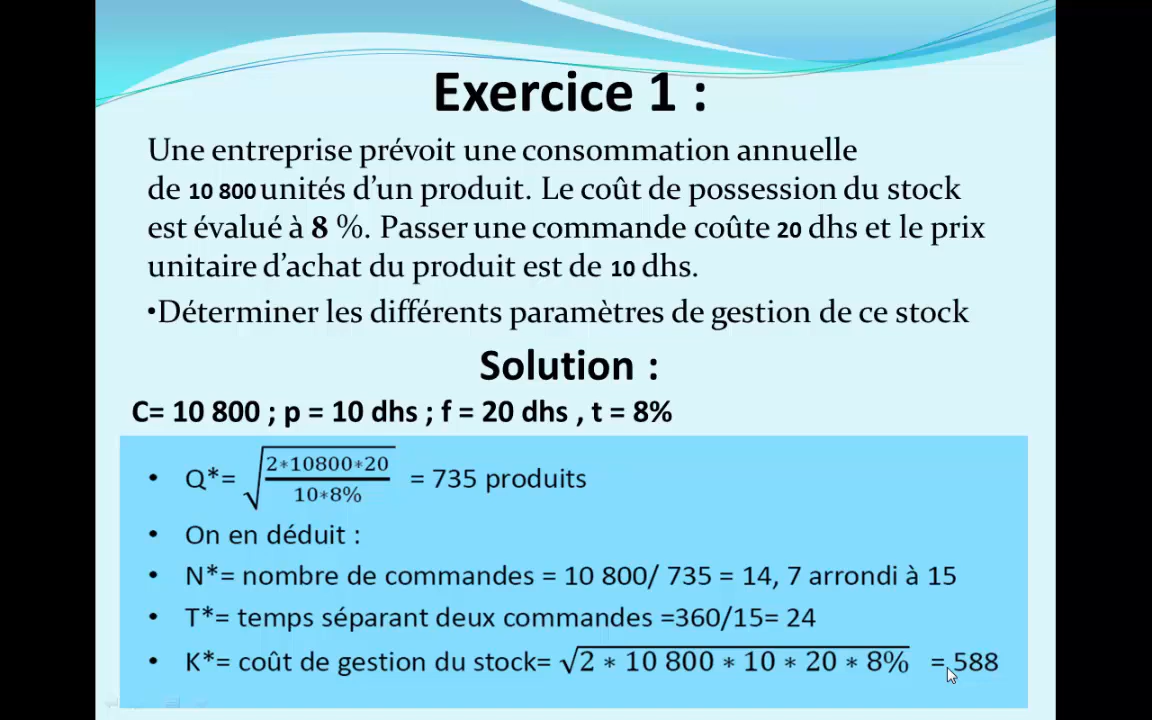 Exercice 1 :
Une entreprise prévoit une consommation annuelle
de 10 800 unités d’un produit. Le coût de possession du stock
est évalué à 8 %. Passer une commande coûte 20 dhs et le prix
unitaire d’achat du produit est de 10 dhs.
•Déterminer les différents paramètres de gestion de ce stock
Solution :
C= 10 800 ; p = 10 dhs ; f = 20 dhs , t = 8%
• Q*= √(2*10800*20 / 10*8%) = 735 produits
• On en déduit :
• N*= nombre de commandes = 10 800/ 735 = 14, 7 arrondi à 15
• T*= temps séparant deux commandes =360/15= 24
• K*= coût de gestion du stock= √2 * 10 800 * 10 * 20 * 8% = 588